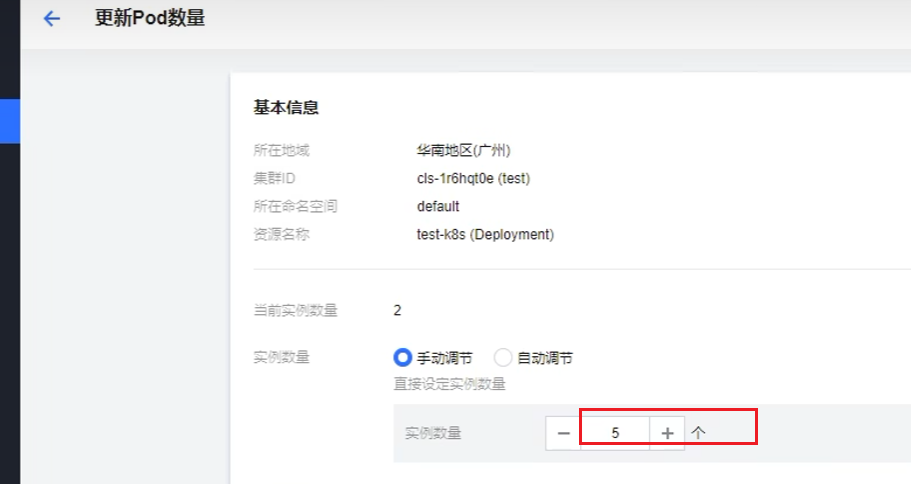 更新Pod数量
基本信息
所在地域 华南地区(广州)
集群ID cls-1r6hqt0e (test)
所在命名空间 default
资源名称 test-k8s (Deployment)
当前实例数量 2
实例数量 手动调节 自动调节
直接设定实例数量
实例数量 − 5 + 个